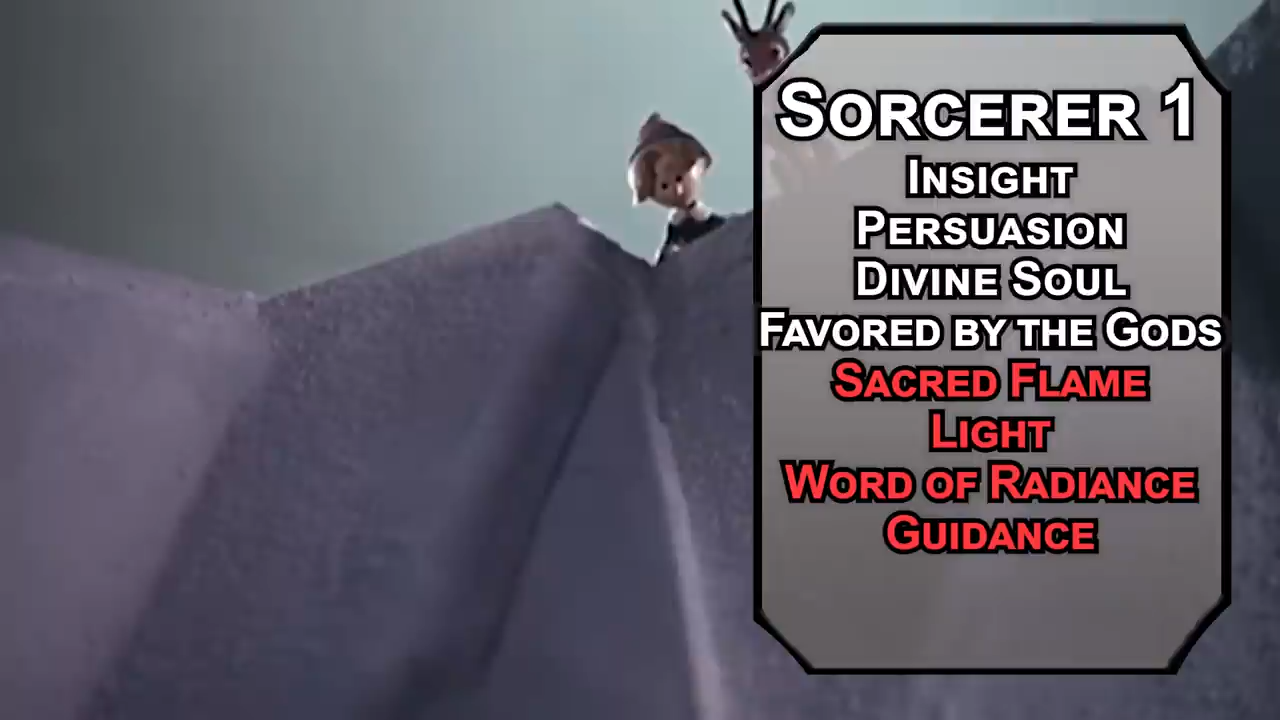 Sorcerer 1
Insight
Persuasion
Divine Soul
Favored by the Gods
Sacred Flame
Light
Word of Radiance
Guidance